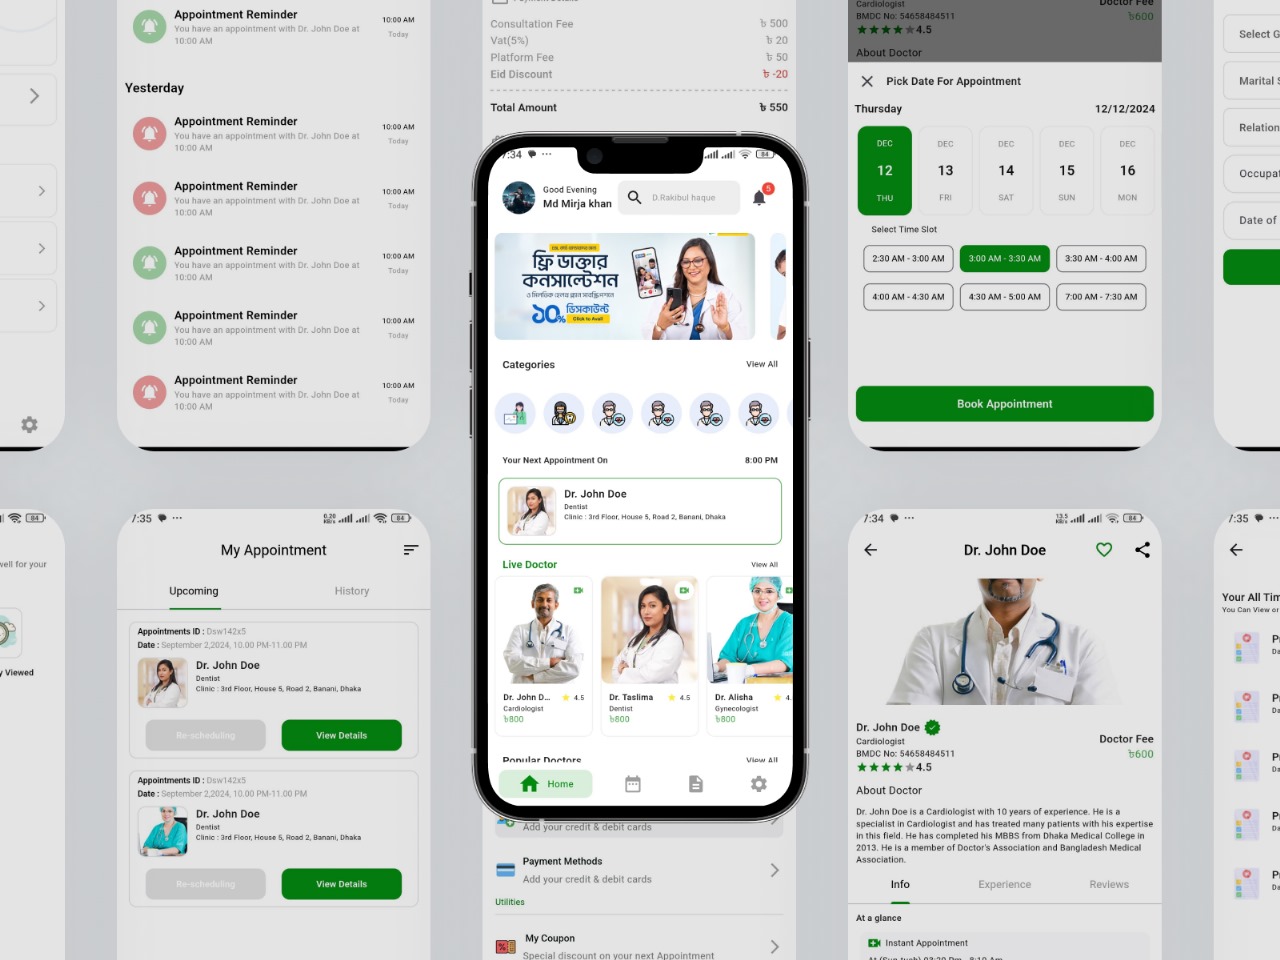 Appointment Reminder
10:00 AM
You have an appointment with Dr. John Doe at
Today
10:00 AM
Yesterday
Appointment Reminder
10:00 AM
You have an appointment with Dr. John Doe at
Today
10:00 AM
Appointment Reminder
10:00 AM
You have an appointment with Dr. John Doe at
Today
10:00 AM
Appointment Reminder
10:00 AM
You have an appointment with Dr. John Doe at
Today
10:00 AM
Appointment Reminder
10:00 AM
You have an appointment with Dr. John Doe at
Today
10:00 AM
Appointment Reminder
10:00 AM
You have an appointment with Dr. John Doe at
Today
10:00 AM
Consultation Fee ৳ 500
Vat(5%) ৳ 20
Platform Fee ৳ 50
Eid Discount ৳ -20
Total Amount ৳ 550
7:34 84
Good Evening
Md Mirja khan
D.Rakibul haque
5
ফ্রি ডাক্তার
কনসাল্টেশন
১০% ডিসকাউন্ট
Click to Avail
Categories View All
Your Next Appointment On 8:00 PM
Dr. John Doe
Dentist
Clinic : 3rd Floor, House 5, Road 2, Banani, Dhaka
Live Doctor View All
Dr. John D... 4.5
Cardiologist
৳800
Dr. Taslima 4.5
Dentist
৳800
Dr. Alisha 4.
Gynecologist
৳800
Popular Doctors View All
Home
Add your credit & debit cards
Payment Methods
Add your credit & debit cards
Utilities
My Coupon
Special discount on your next Appointment
Cardiologist
Doctor Fee
BMDC No: 54658484511
৳600
4.5
About Doctor
Pick Date For Appointment
Thursday 12/12/2024
DEC 12 THU
DEC 13 FRI
DEC 14 SAT
DEC 15 SUN
DEC 16 MON
Select Time Slot
2:30 AM - 3:00 AM
3:00 AM - 3:30 AM
3:30 AM - 4:00 AM
4:00 AM - 4:30 AM
4:30 AM - 5:00 AM
7:00 AM - 7:30 AM
Book Appointment
Select G
Marital S
Relation
Occupat
Date of
84
well for your
y Viewed
7:35 0.20 KB/s 84
My Appointment
Upcoming History
Appointments ID : Dsw142x5
Date : September 2,2024, 10.00 PM-11.00 PM
Dr. John Doe
Dentist
Clinic : 3rd Floor, House 5, Road 2, Banani, Dhaka
Re-scheduling View Details
Appointments ID : Dsw142x5
Date : September 2,2024, 10.00 PM-11.00 PM
Dr. John Doe
Dentist
Clinic : 3rd Floor, House 5, Road 2, Banani, Dhaka
Re-scheduling View Details
7:34 13.5 KB/s 84
Dr. John Doe
Dr. John Doe
Cardiologist
Doctor Fee
BMDC No: 54658484511
৳600
4.5
About Doctor
Dr. John Doe is a Cardiologist with 10 years of experience. He is a
specialist in Cardiologist and has treated many patients with his expertise
in this field. He has completed his MBBS from Dhaka Medical College in
2013. He is a member of Doctor's Association and Bangladesh Medical
Association.
Info Experience Reviews
At a glance
Instant Appointment
7:35
Your All Tim
You Can View or
Pr
Da
Pr
Da
Pr
Da
Pr
Da
Pr
Da